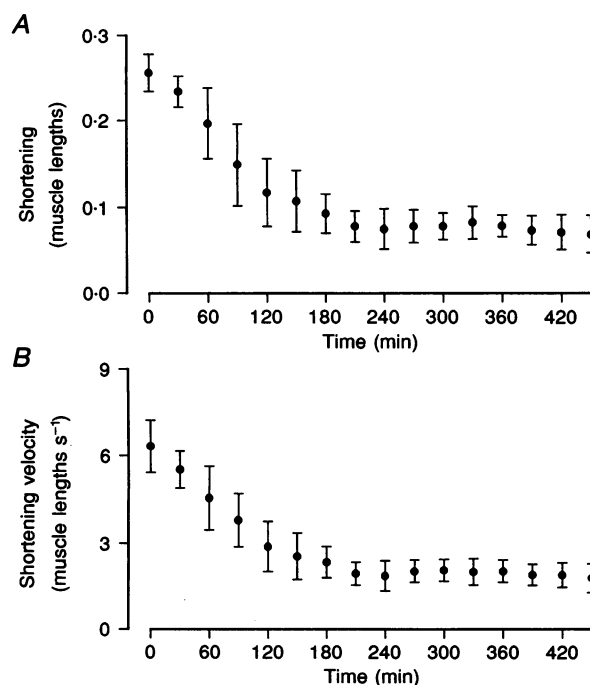 A
0·3
0·2
0·1
0·0
Shortening
(muscle lengths)
0 60 120 180 240 300 360 420
Time (min)
B
9
6
3
0
Shortening velocity
(muscle lengths s⁻¹)
0 60 120 180 240 300 360 420
Time (min)